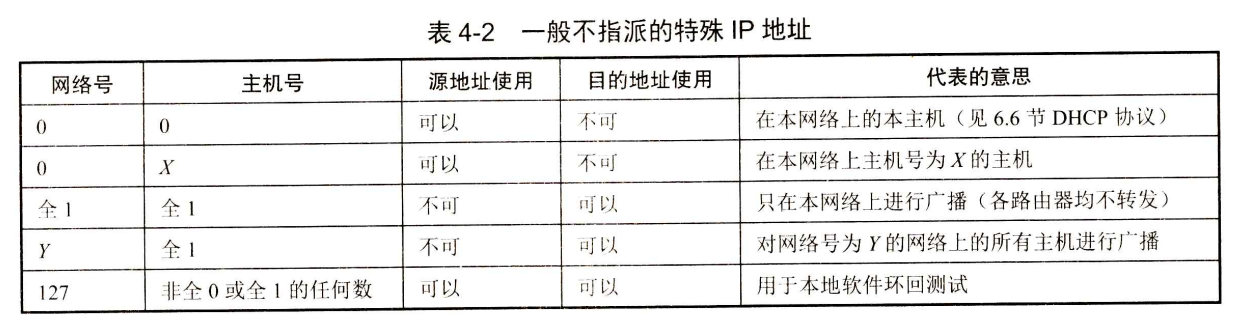 表 4-2 一般不指派的特殊 IP 地址
网络号 主机号 源地址使用 目的地址使用 代表的意思
0 0 可以 不可 在本网络上的本主机（见 6.6 节 DHCP 协议）
0 X 可以 不可 在本网络上主机号为 X 的主机
全 1 全 1 不可 可以 只在本网络上进行广播（各路由器均不转发）
Y 全 1 不可 可以 对网络号为 Y 的网络上的所有主机进行广播
127 非全 0 或全 1 的任何数 可以 可以 用于本地软件环回测试